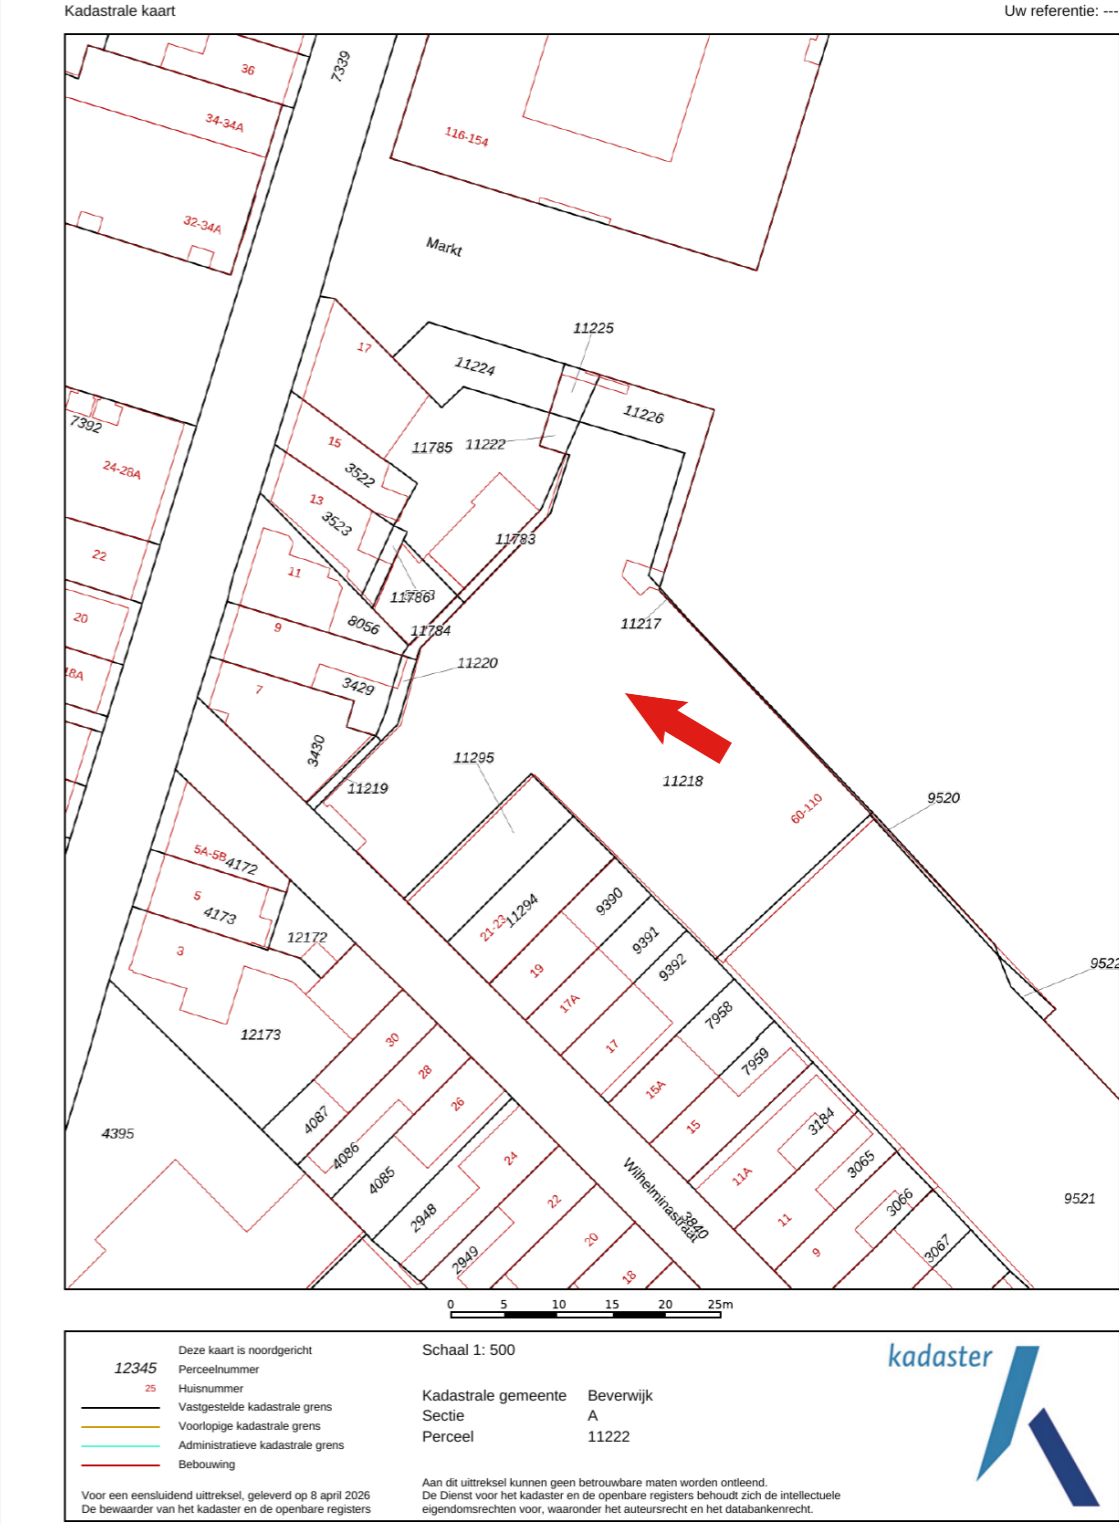 Kadastrale kaart
Uw referentie: ---
36
7339
34-34A
116-154
32-34A
Markt
11225
17
11224
11226
7392
15
11785
11222
24-28A
3522
13
3523
11783
22
11
11786
20
11217
8056
11784
9
11220
18A
7
3429
3430
11295
11219
11218
9520
60-110
5A-5B
4172
5
4173
21-23
11294
9390
12172
9391
3
19
9392
9522
17A
12173
7958
30
17
7959
28
15A
26
4087
3184
4395
15
4086
24
11A
3065
4085
Wilhelminastraat
3066
9521
22
11
2948
3840
3067
20
9
2949
18
0 5 10 15 20 25m
Deze kaart is noordgericht
12345 Perceelnummer
25 Huisnummer
Vastgestelde kadastrale grens
Voorlopige kadastrale grens
Administratieve kadastrale grens
Bebouwing
Voor een eensluidend uittreksel, geleverd op 8 april 2026
De bewaarder van het kadaster en de openbare registers
Schaal 1: 500
Kadastrale gemeente Beverwijk
Sectie A
Perceel 11222
Aan dit uittreksel kunnen geen betrouwbare maten worden ontleend.
De Dienst voor het kadaster en de openbare registers behoudt zich de intellectuele
eigendomsrechten voor, waaronder het auteursrecht en het databankenrecht.
kadaster